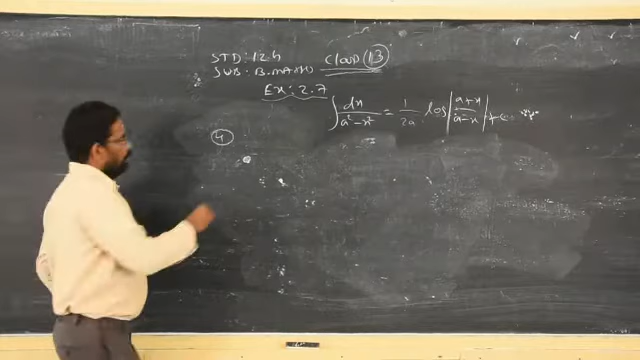 STD: 12th
SUB: B.MATHS
CLASS 13
Ex: 2.7
∫ dx / a² - x² = 1 / 2a log | a + x / a - x | + c
4